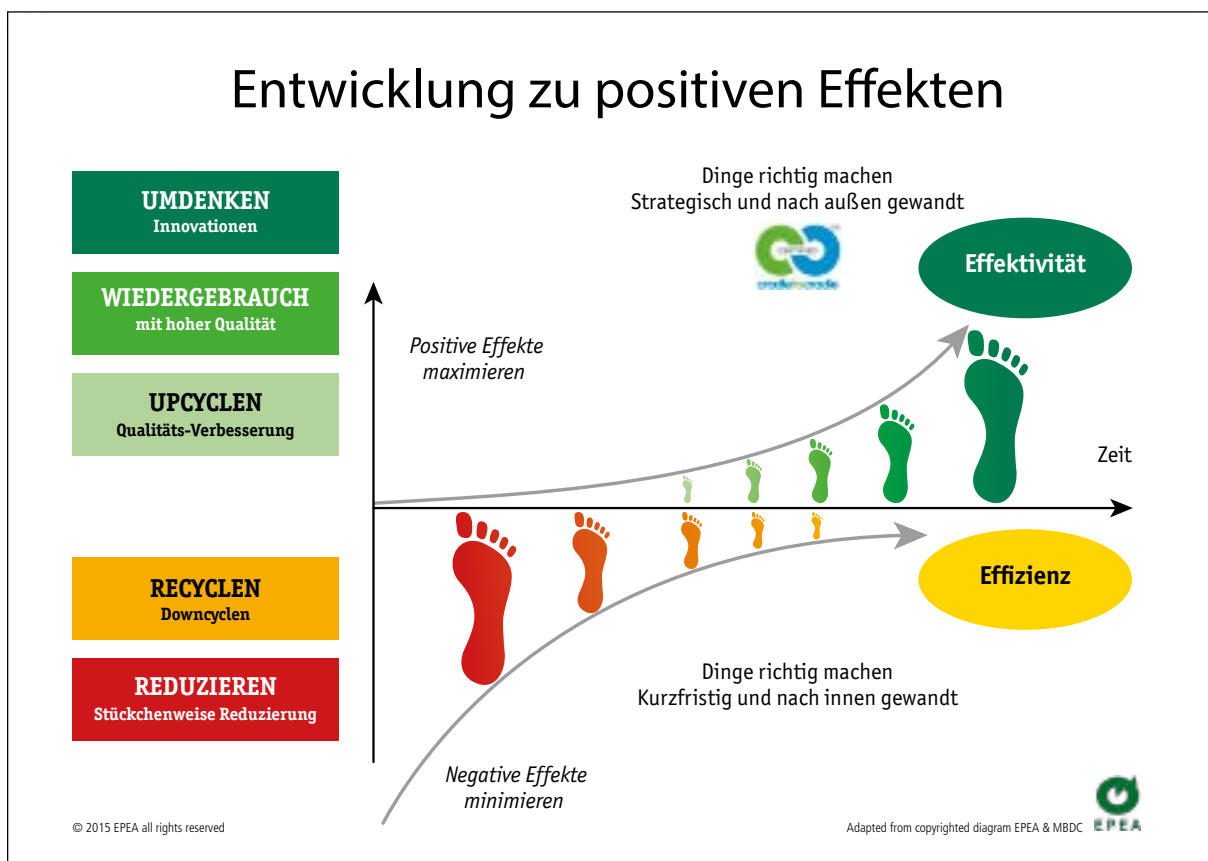 Entwicklung zu positiven Effekten
UMDENKEN
Innovationen
WIEDERGEBRAUCH
mit hoher Qualität
UPCYCLEN
Qualitäts-Verbesserung
RECYCLEN
Downcyclen
REDUZIEREN
Stückchenweise Reduzierung
Dinge richtig machen
Strategisch und nach außen gewandt
Effektivität
Positive Effekte
maximieren
Zeit
Effizienz
Dinge richtig machen
Kurzfristig und nach innen gewandt
Negative Effekte
minimieren
© 2015 EPEA all rights reserved
Adapted from copyrighted diagram EPEA & MBDC
EPEA